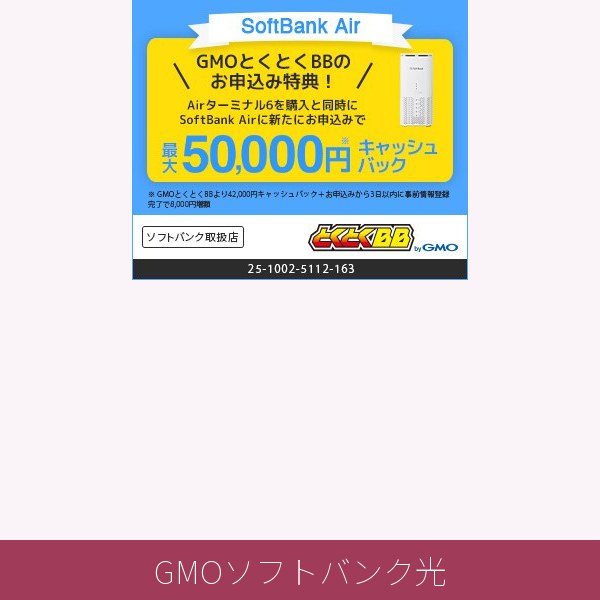 SoftBank Air
GMOとくとくBBの
お申込み特典！
Airターミナル6を購入と同時に
SoftBank Airに新たにお申込みで
最大 50,000円※ キャッシュバック
※ GMOとくとくBBより42,000円キャッシュバック＋お申込みから3日以内に事前情報登録
完了で8,000円増額
ソフトバンク取扱店
とくとくBB by GMO
25-1002-5112-163
GMOソフトバンク光